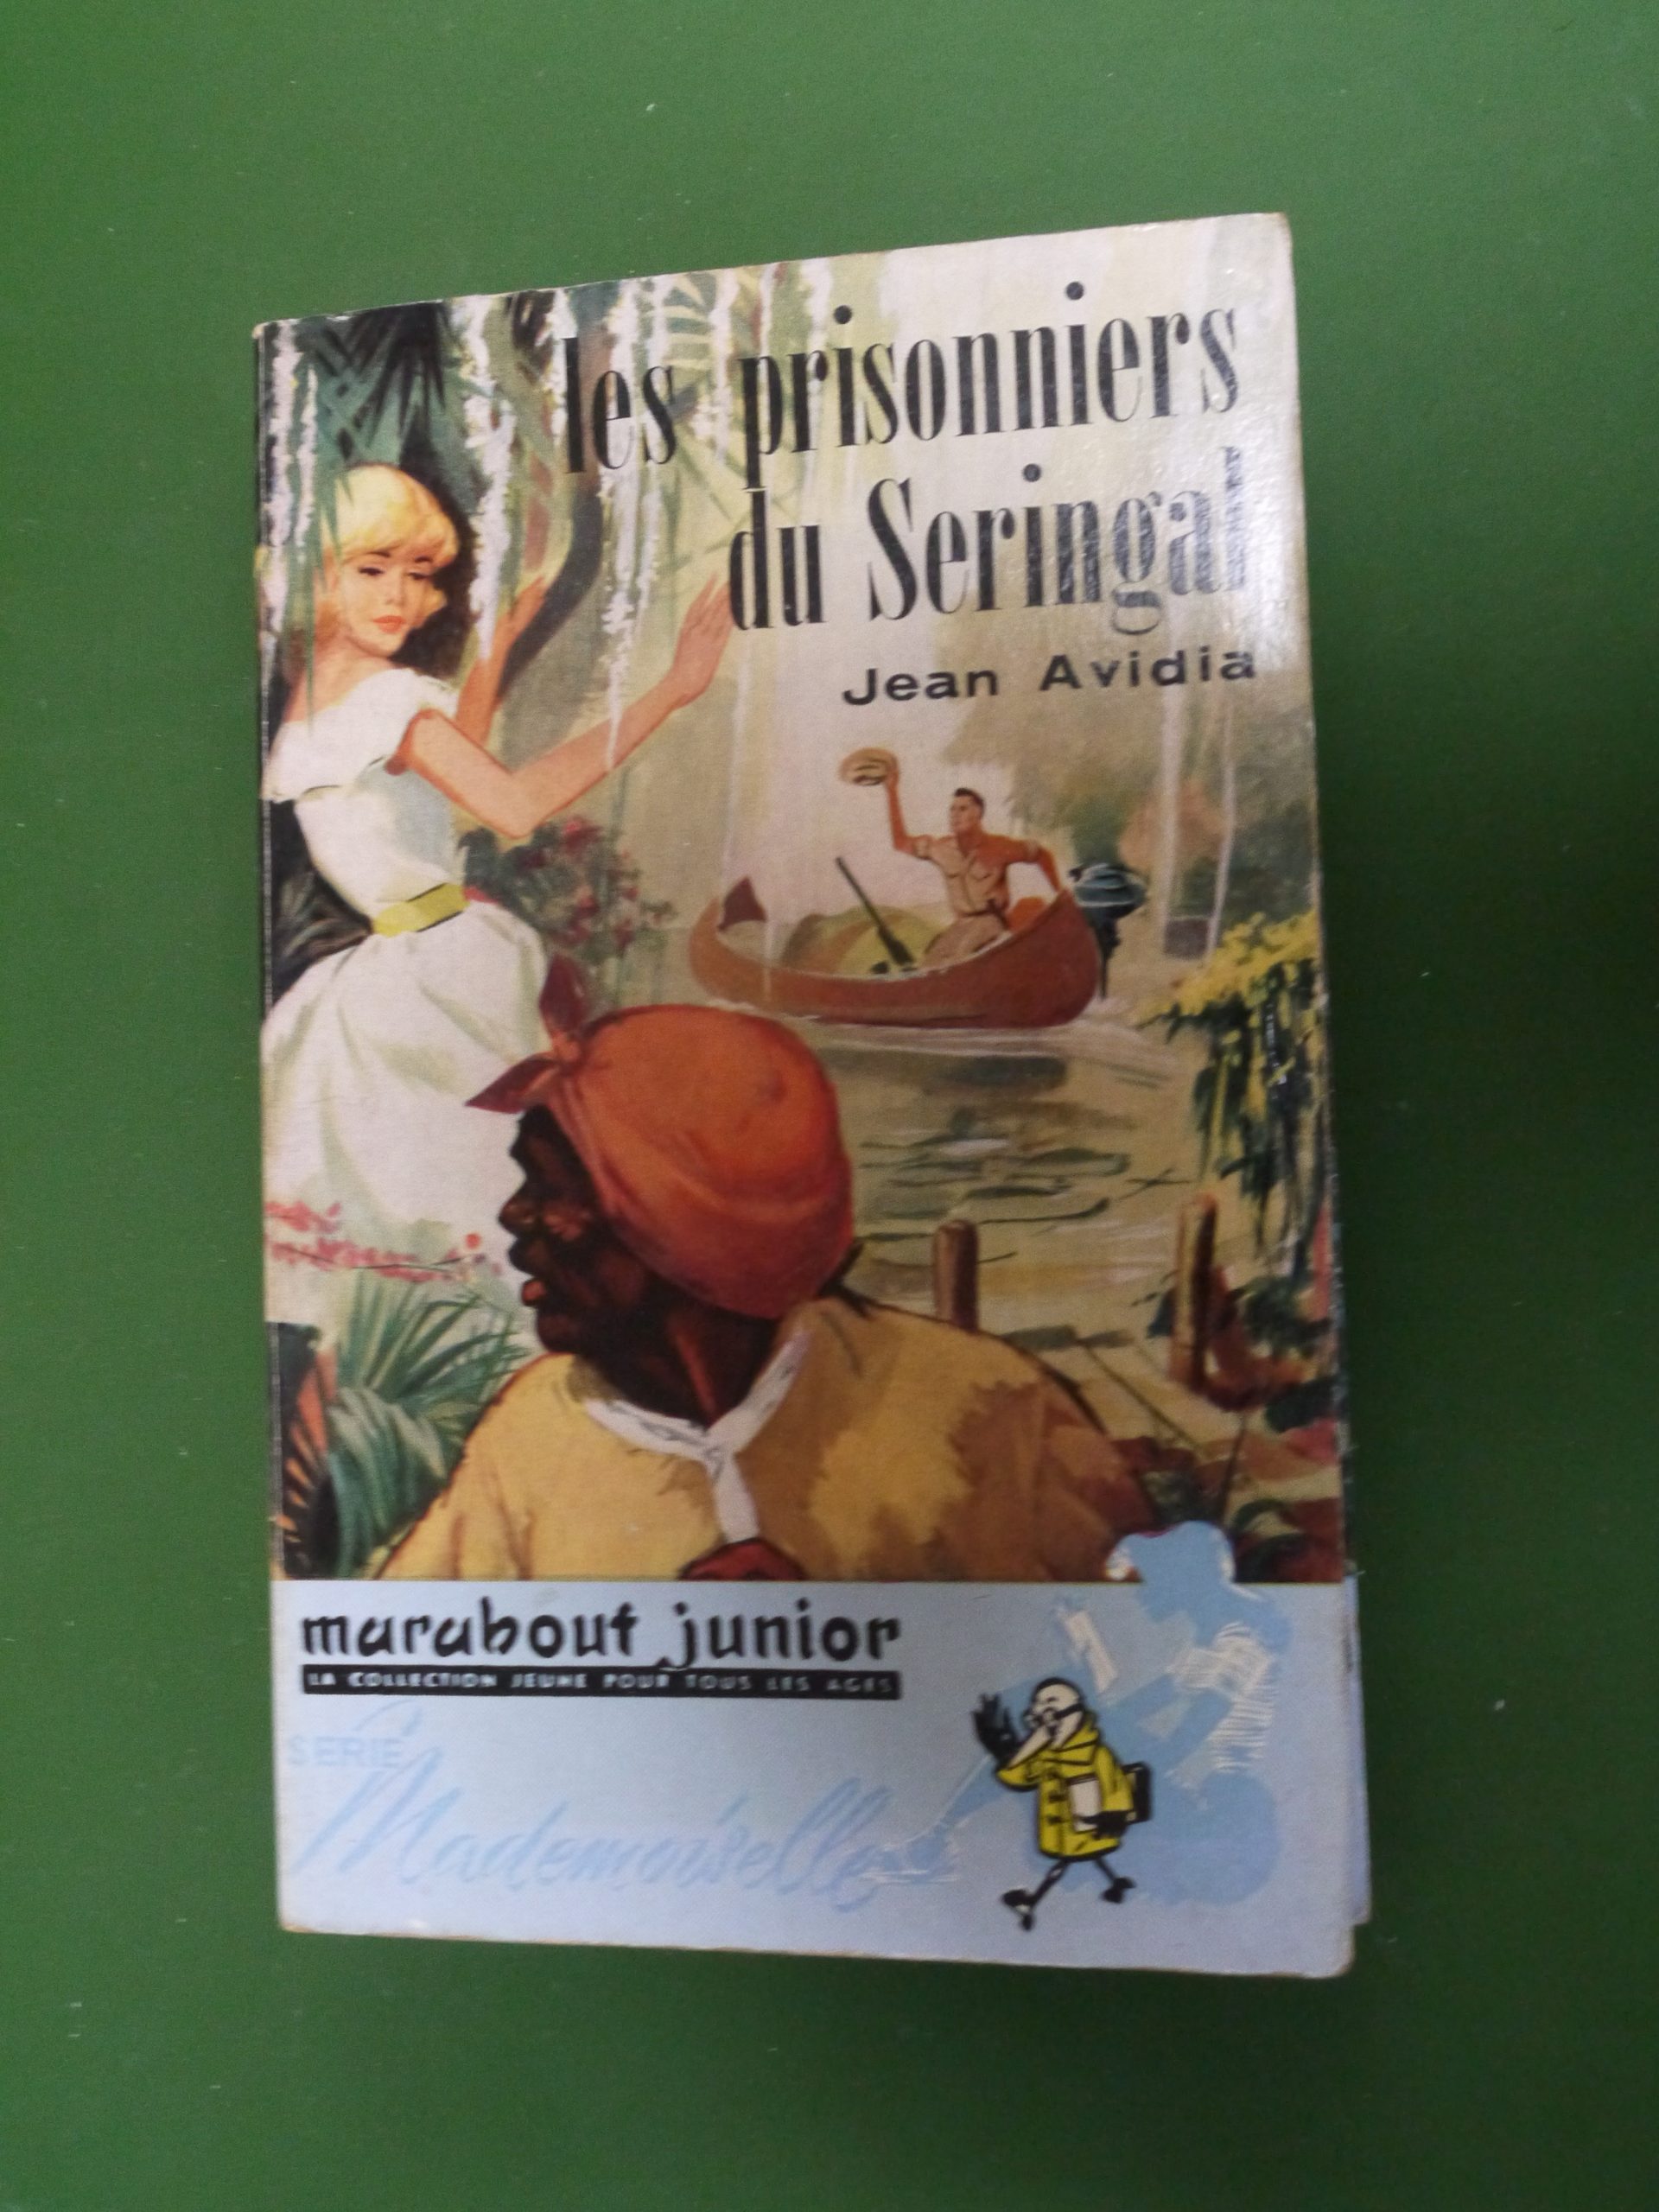 les prisonniers
du Seringal
Jean Avidia
marabout junior
LA COLLECTION JEUNE POUR TOUS LES AGES
SÉRIE
Mademoiselle